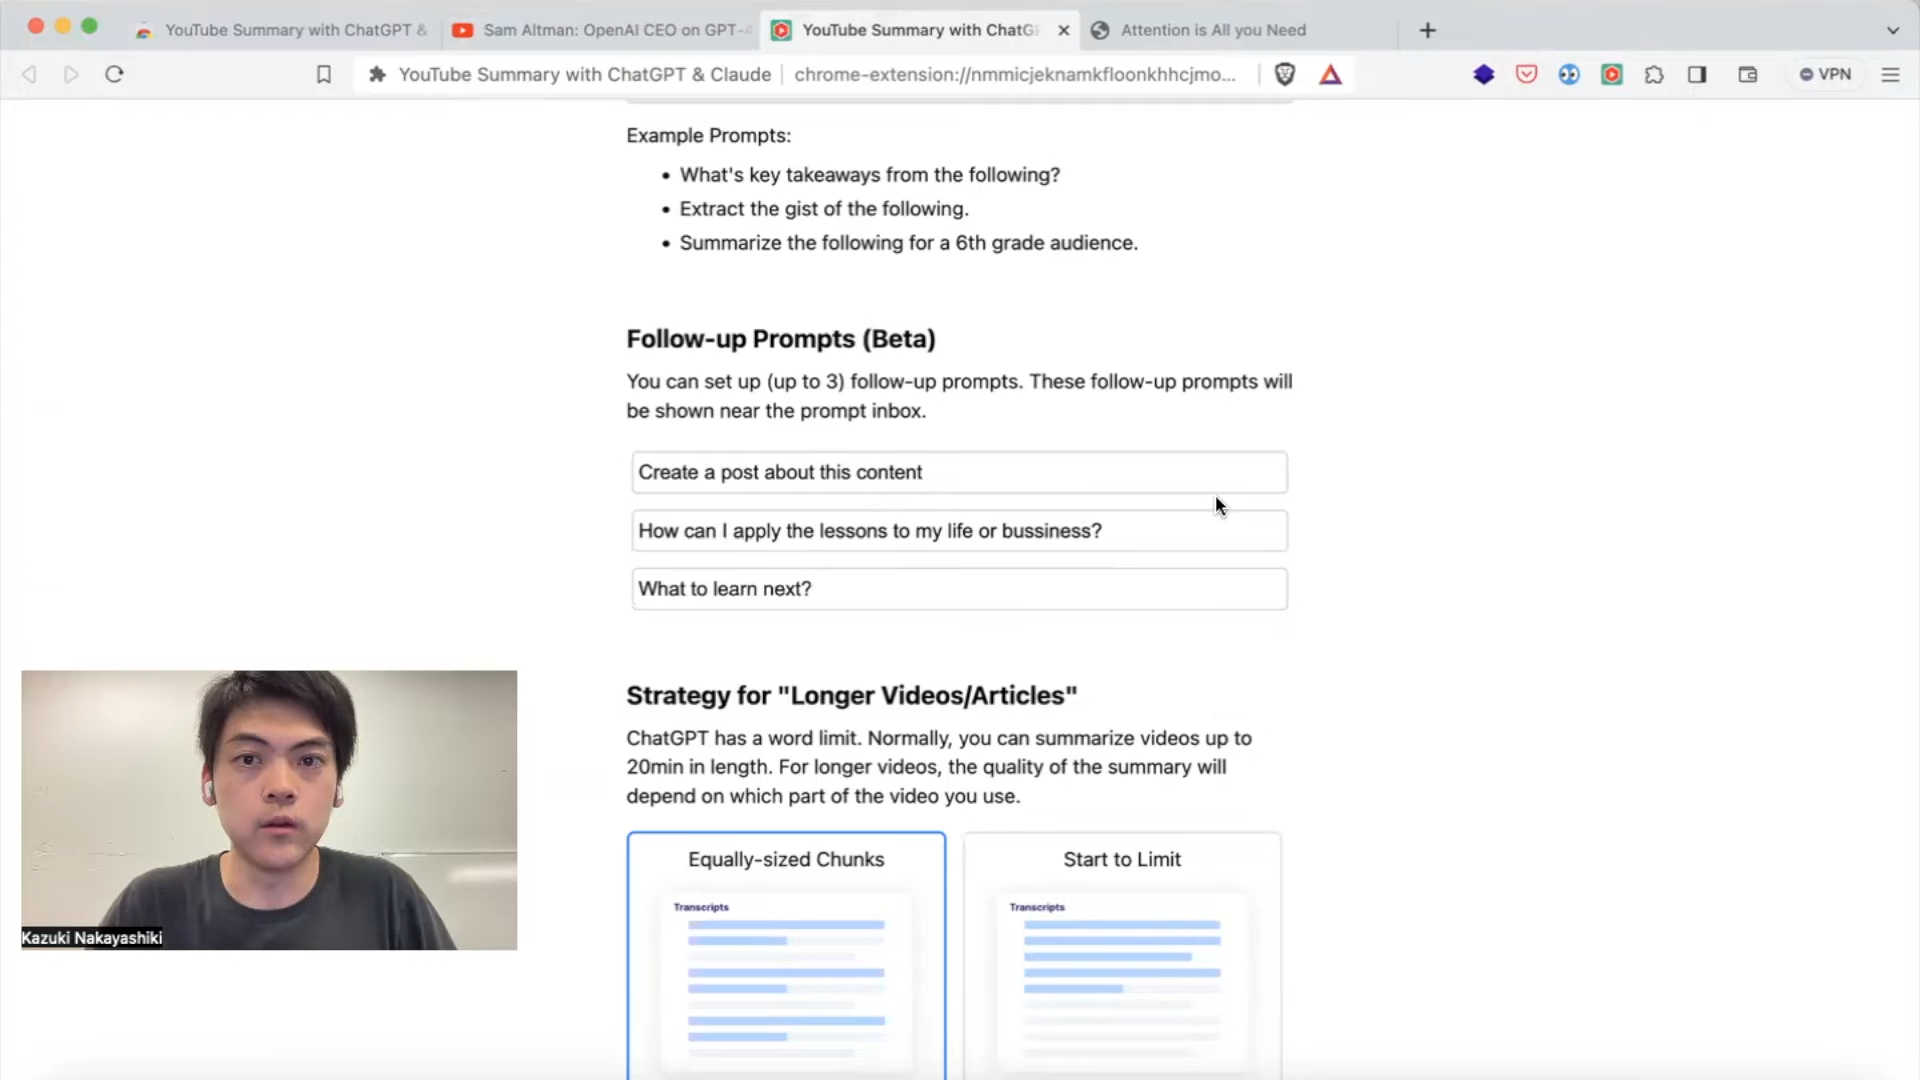 YouTube Summary with ChatGPT &
Sam Altman: OpenAI CEO on GPT-4
YouTube Summary with ChatG
Attention is All you Need
YouTube Summary with ChatGPT & Claude
chrome-extension://nmmicjeknamkfloonkhhcjmo...
VPN
Example Prompts:
• What's key takeaways from the following?
• Extract the gist of the following.
• Summarize the following for a 6th grade audience.
Follow-up Prompts (Beta)
You can set up (up to 3) follow-up prompts. These follow-up prompts will
be shown near the prompt inbox.
Create a post about this content
How can I apply the lessons to my life or bussiness?
What to learn next?
Strategy for "Longer Videos/Articles"
ChatGPT has a word limit. Normally, you can summarize videos up to
20min in length. For longer videos, the quality of the summary will
depend on which part of the video you use.
Equally-sized Chunks
Start to Limit
Transcripts
Transcripts
Kazuki Nakayashiki